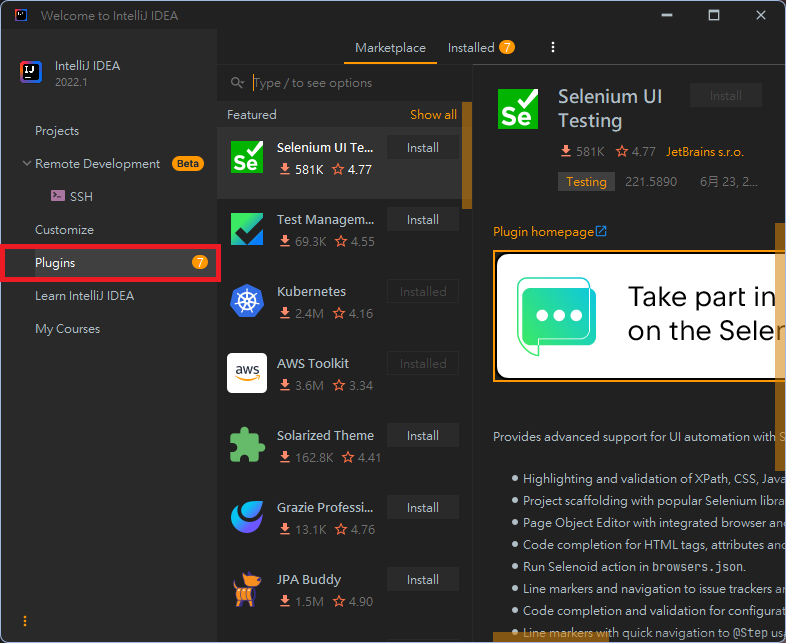 Welcome to IntelliJ IDEA
IntelliJ IDEA
2022.1
Projects
Remote Development Beta
SSH
Customize
Plugins 7
Learn IntelliJ IDEA
My Courses
Marketplace Installed 7
Type / to see options
Featured Show all
Selenium UI Te... Install
581K 4.77
Test Managem... Install
69.3K 4.55
Kubernetes Installed
2.4M 4.16
aws AWS Toolkit Installed
3.6M 3.34
Solarized Theme Install
162.8K 4.41
Grazie Professi... Install
13.1K 4.76
JPA Buddy Install
1.5M 4.90
Se
Selenium UI
Testing
Install
581K 4.77 JetBrains s.r.o.
Testing 221.5890 6月 23, 2...
Plugin homepage
Take part in
on the Selen
Provides advanced support for UI automation with S
Highlighting and validation of XPath, CSS, Java
Project scaffolding with popular Selenium libra
Page Object Editor with integrated browser and
Code completion for HTML tags, attributes and
Run Selenoid action in browsers.json.
Line markers and navigation to issue trackers a
Code completion and validation for configurat
Line markers with quick navigation to @Step us